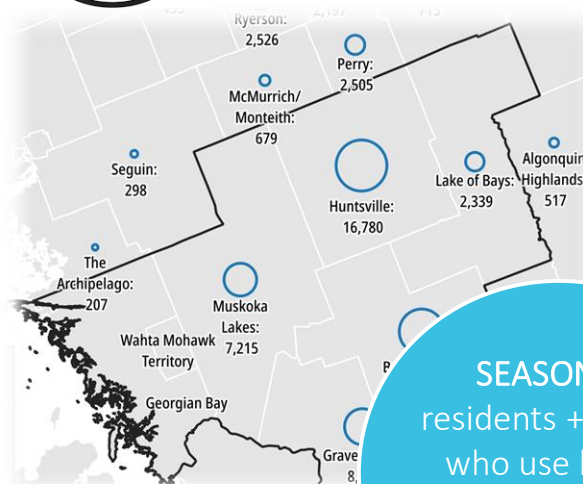 Ryerson:
2,526
Perry:
2,505
McMurrich/
Monteith:
679
Seguin:
298
Huntsville:
16,780
Lake of Bays:
2,339
Algonquin
Highlands
517
The
Archipelago:
207
Muskoka
Lakes:
7,215
Wahta Mohawk
Territory
Georgian Bay
B
Grave
8,
SEASON
residents +
who use